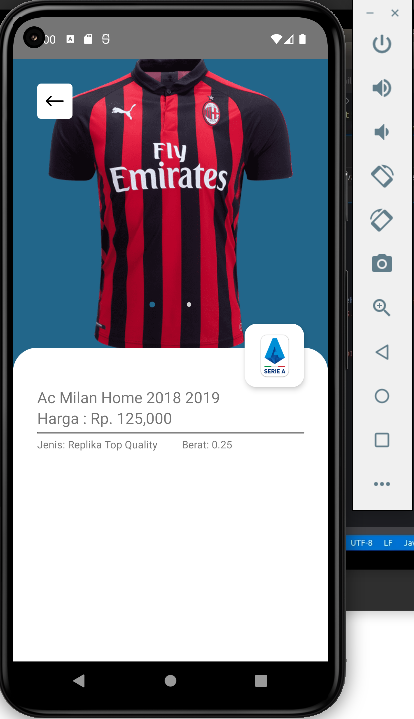 :00
Fly
Emirates
SERIE A
Ac Milan Home 2018 2019
Harga : Rp. 125,000
Jenis: Replika Top Quality Berat: 0.25
UTF-8 LF Jav